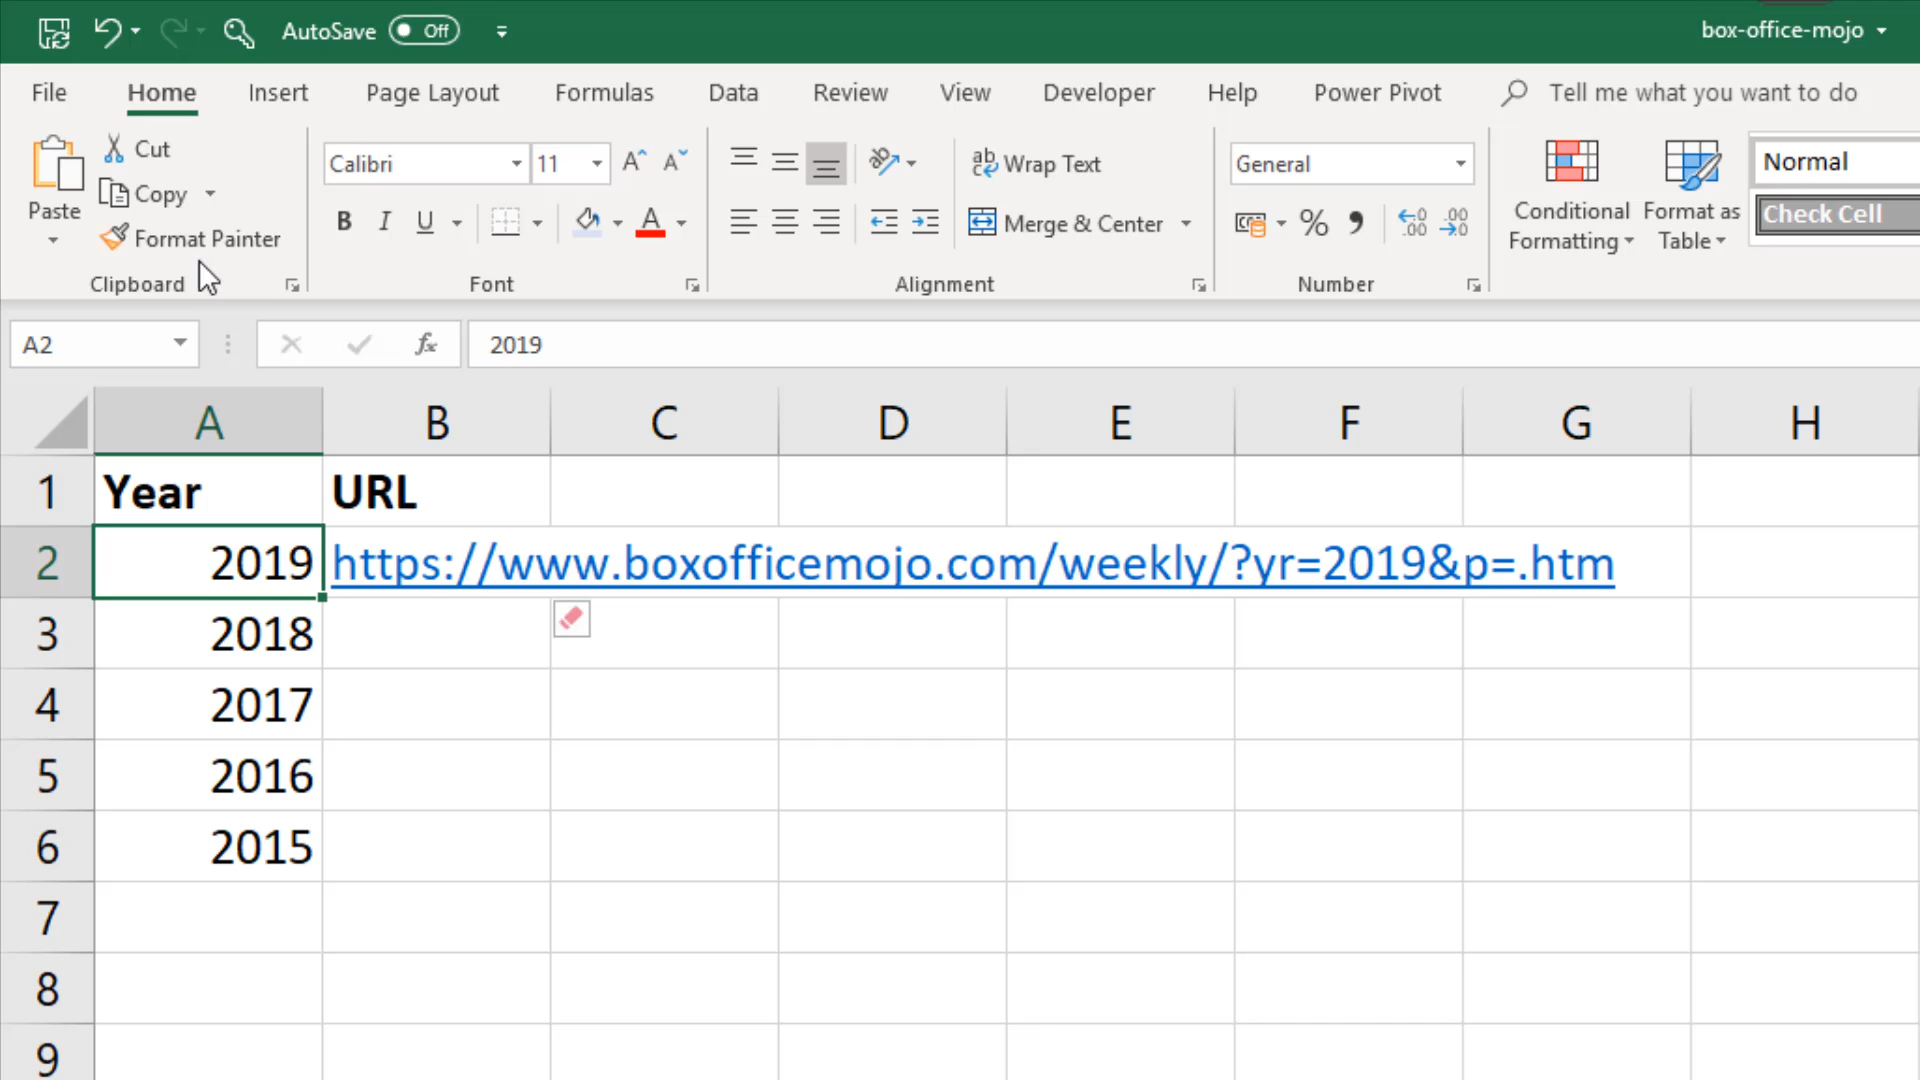 AutoSave Off box-office-mojo
File Home Insert Page Layout Formulas Data Review View Developer Help Power Pivot Tell me what you want to do
Paste
Cut
Copy
Format Painter
Clipboard
Calibri 11
B I U A
Font
Wrap Text
Merge & Center
Alignment
General
% , .00 .00
Number
Conditional
Formatting
Format as
Table
Normal
Check Cell
A2 fx 2019
A B C D E F G H
1 Year URL
2 2019 https://www.boxofficemojo.com/weekly/?yr=2019&p=.htm
3 2018
4 2017
5 2016
6 2015
7
8
9